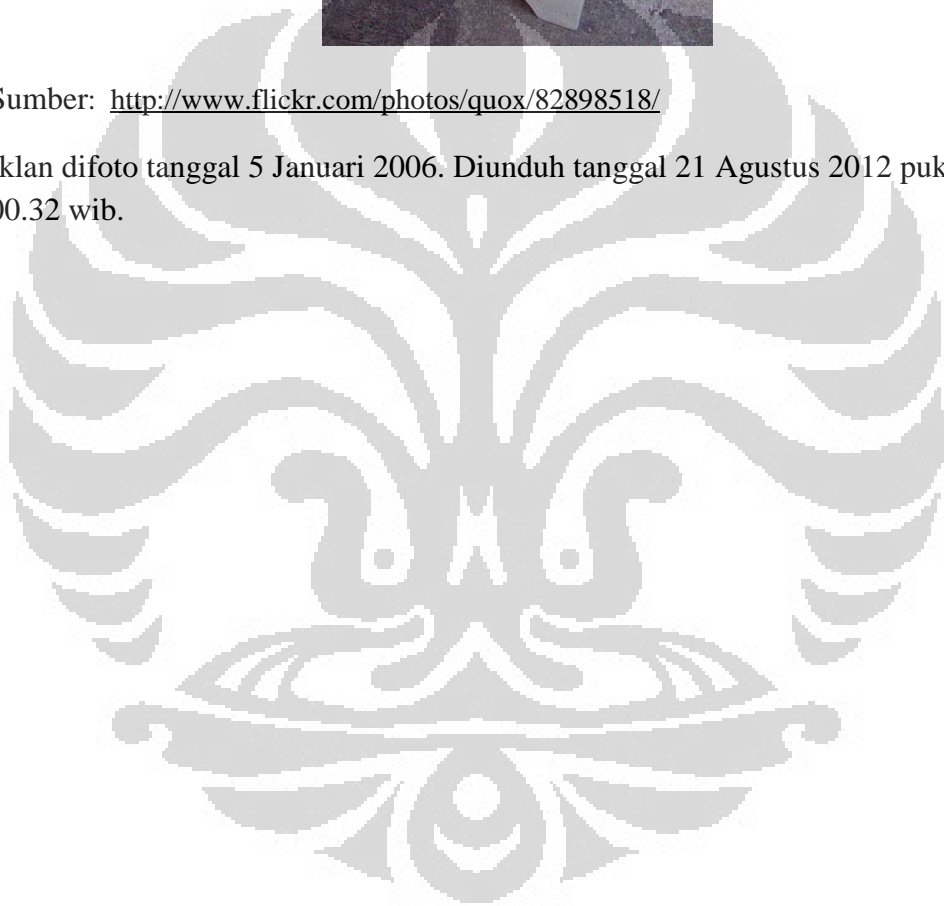 Sumber: http://www.flickr.com/photos/quox/82898518/
klan difoto tanggal 5 Januari 2006. Diunduh tanggal 21 Agustus 2012 puk
00.32 wib.